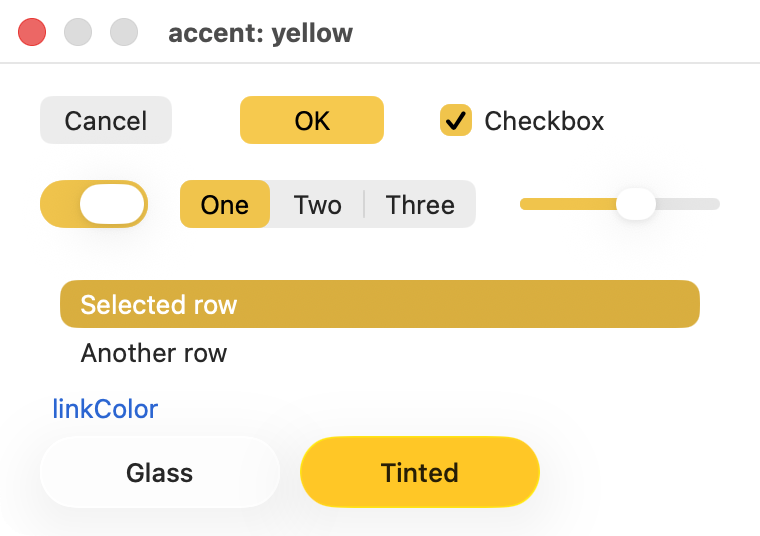 accent: yellow
Cancel OK Checkbox
One Two Three
Selected row
Another row
linkColor
Glass Tinted